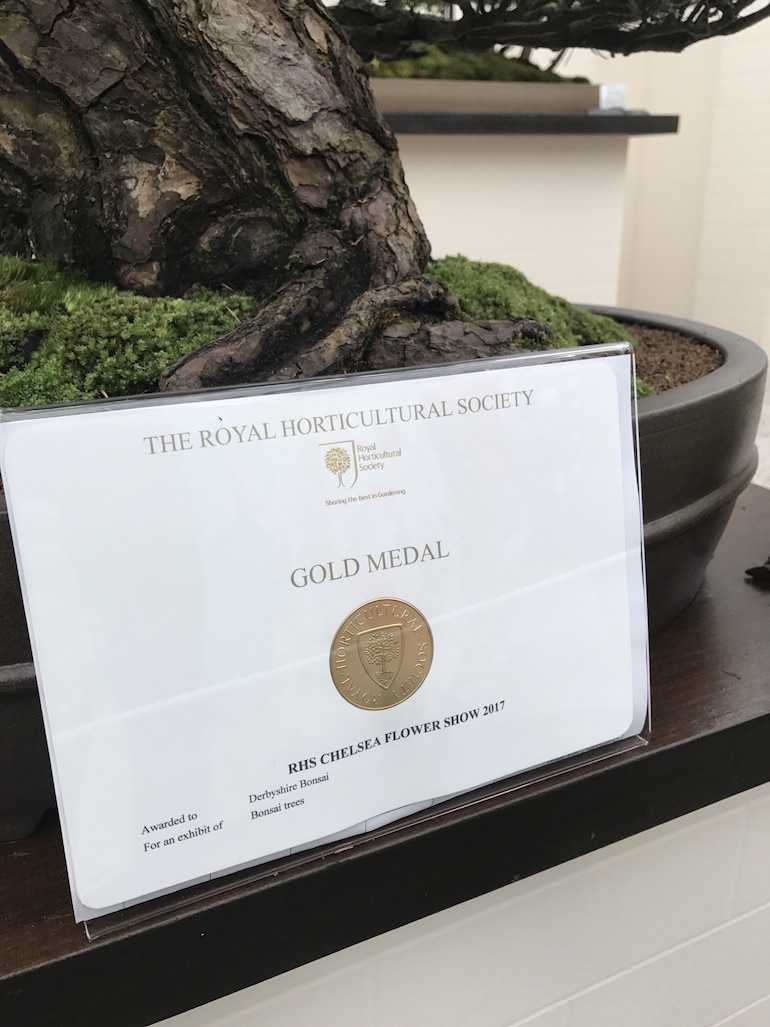 THE ROYAL HORTICULTURAL SOCIETY
Royal
Horticultural
Society
Sharing the best in Gardening
GOLD MEDAL
ROYAL HORTICULTURAL SOCIETY
RHS CHELSEA FLOWER SHOW 2017
Awarded to Derbyshire Bonsai
For an exhibit of Bonsai trees